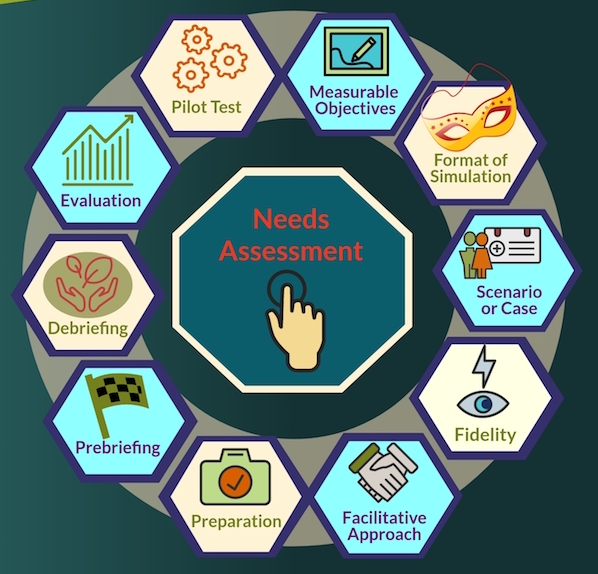 Needs
Assessment
Measurable
Objectives
Format of
Simulation
Scenario
or Case
Fidelity
Facilitative
Approach
Preparation
Prebriefing
Debriefing
Evaluation
Pilot Test